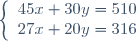 45x + 30y = 510
27x + 20y = 316